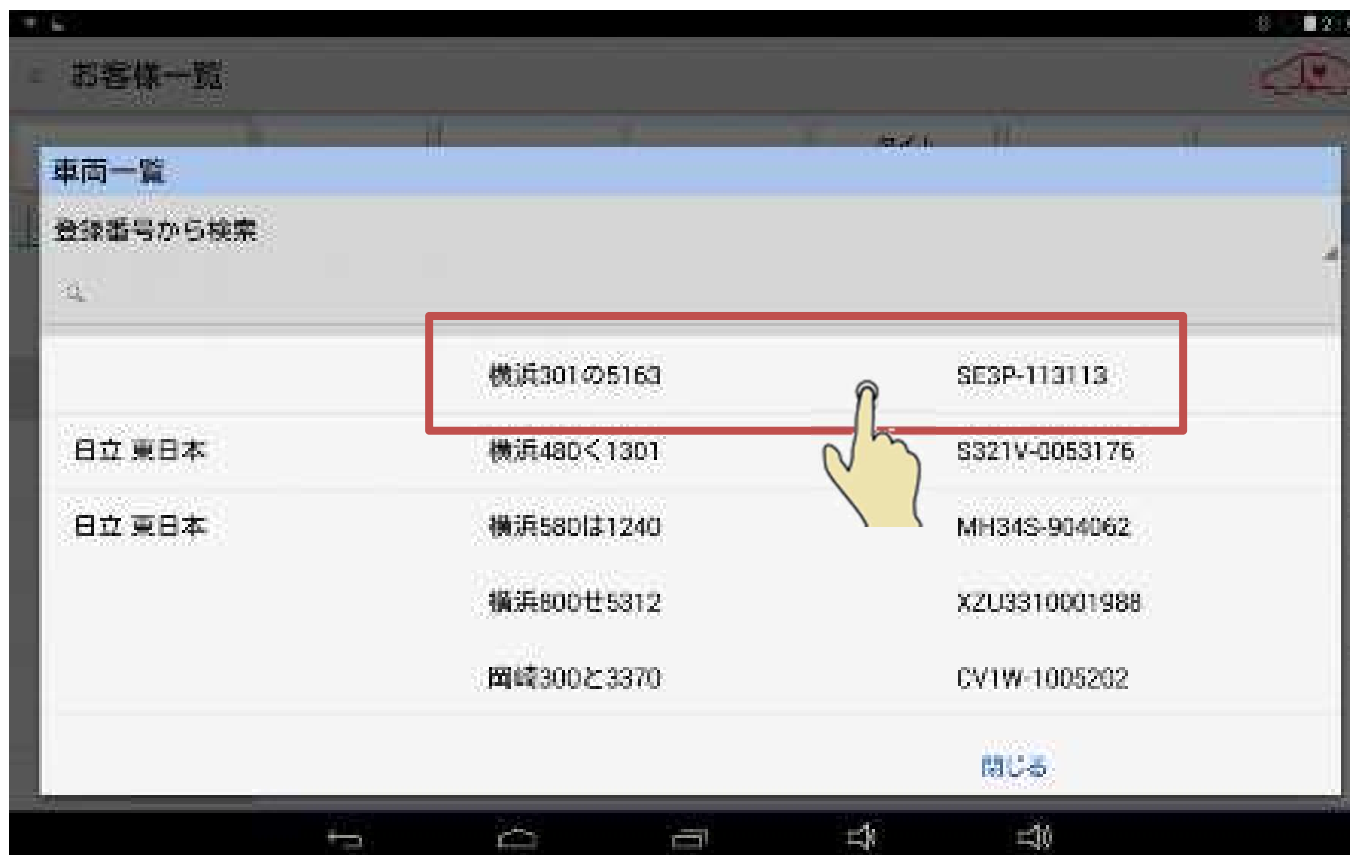 お客様一覧
車両一覧
登録番号から検索
横浜301の5163 SE3P-113113
日立 東日本 横浜480く1301 S321V-0053176
日立 東日本 横浜580は1240 MH34S-904062
横浜800せ5312 XZU3310001988
岡崎300と3370 CV1W-1005202
閉じる